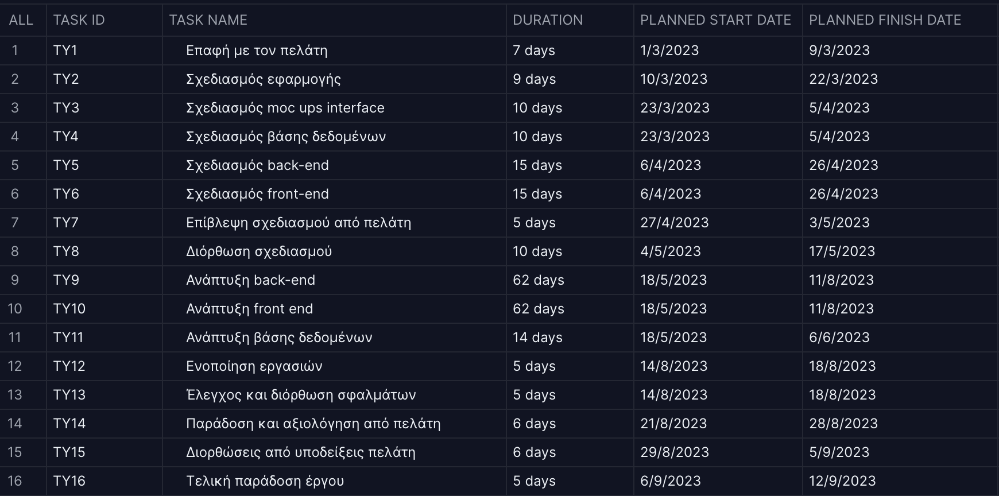 ALL TASK ID TASK NAME DURATION PLANNED START DATE PLANNED FINISH DATE
1 TY1 Επαφή με τον πελάτη 7 days 1/3/2023 9/3/2023
2 TY2 Σχεδιασμός εφαρμογής 9 days 10/3/2023 22/3/2023
3 TY3 Σχεδιασμός moc ups interface 10 days 23/3/2023 5/4/2023
4 TY4 Σχεδιασμός βάσης δεδομένων 10 days 23/3/2023 5/4/2023
5 TY5 Σχεδιασμός back-end 15 days 6/4/2023 26/4/2023
6 TY6 Σχεδιασμός front-end 15 days 6/4/2023 26/4/2023
7 TY7 Επίβλεψη σχεδιασμού από πελάτη 5 days 27/4/2023 3/5/2023
8 TY8 Διόρθωση σχεδιασμού 10 days 4/5/2023 17/5/2023
9 TY9 Ανάπτυξη back-end 62 days 18/5/2023 11/8/2023
10 TY10 Ανάπτυξη front end 62 days 18/5/2023 11/8/2023
11 TY11 Ανάπτυξη βάσης δεδομένων 14 days 18/5/2023 6/6/2023
12 TY12 Ενοποίηση εργασιών 5 days 14/8/2023 18/8/2023
13 TY13 Έλεγχος και διόρθωση σφαλμάτων 5 days 14/8/2023 18/8/2023
14 TY14 Παράδοση και αξιολόγηση από πελάτη 6 days 21/8/2023 28/8/2023
15 TY15 Διορθώσεις από υποδείξεις πελάτη 6 days 29/8/2023 5/9/2023
16 TY16 Τελική παράδοση έργου 5 days 6/9/2023 12/9/2023